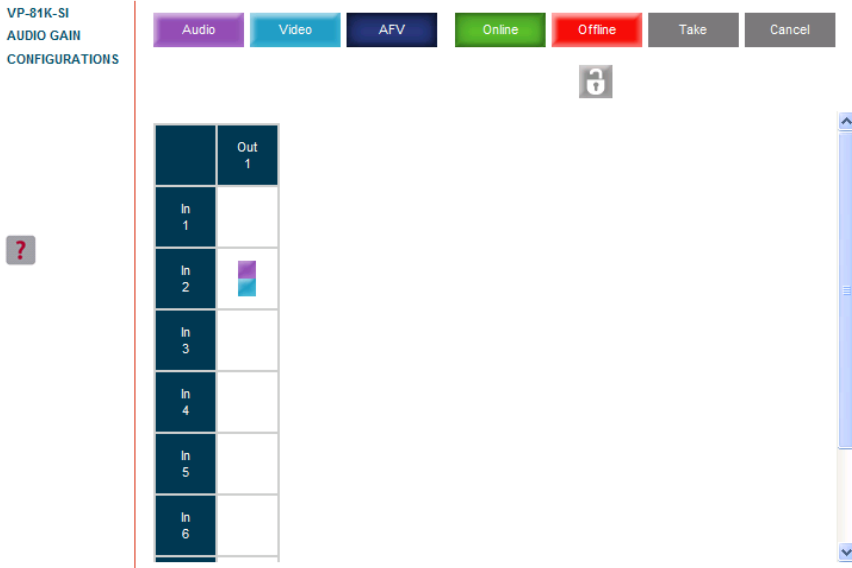 VP-81K-SI
AUDIO GAIN
CONFIGURATIONS
Audio Video AFV Online Offline Take Cancel
?
Out
1
In
1
In
2
In
3
In
4
In
5
In
6